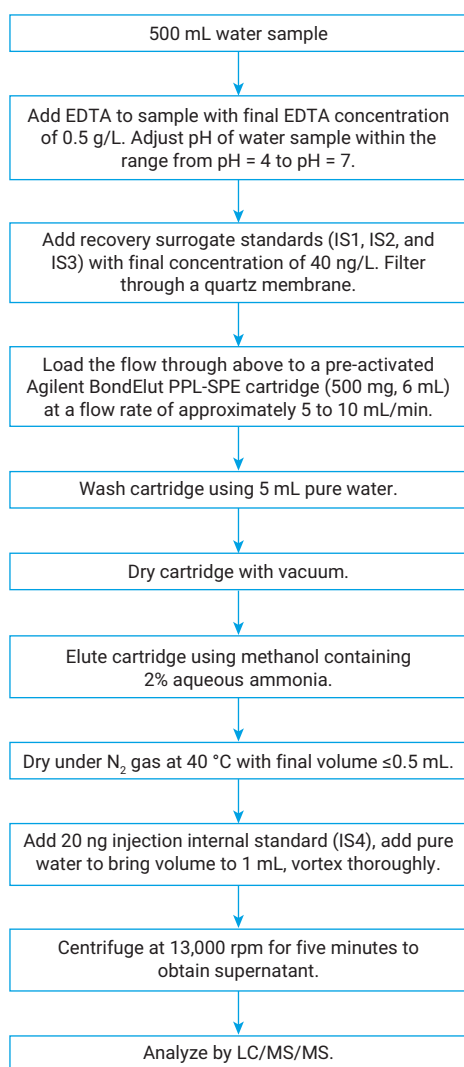 500 mL water sample
Add EDTA to sample with final EDTA concentration
of 0.5 g/L. Adjust pH of water sample within the
range from pH = 4 to pH = 7.
Add recovery surrogate standards (IS1, IS2, and
IS3) with final concentration of 40 ng/L. Filter
through a quartz membrane.
Load the flow through above to a pre-activated
Agilent BondElut PPL-SPE cartridge (500 mg, 6 mL)
at a flow rate of approximately 5 to 10 mL/min.
Wash cartridge using 5 mL pure water.
Dry cartridge with vacuum.
Elute cartridge using methanol containing
2% aqueous ammonia.
Dry under N₂ gas at 40 °C with final volume ≤0.5 mL.
Add 20 ng injection internal standard (IS4), add pure
water to bring volume to 1 mL, vortex thoroughly.
Centrifuge at 13,000 rpm for five minutes to
obtain supernatant.
Analyze by LC/MS/MS.